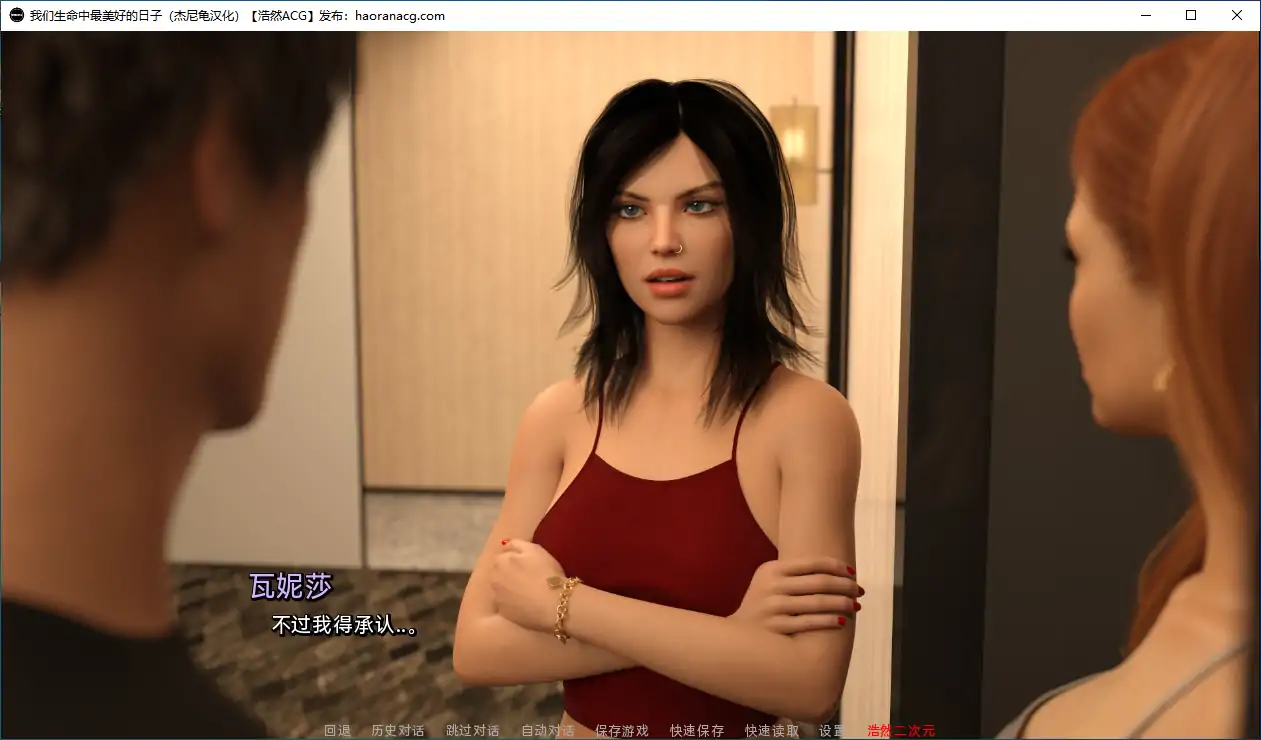 我们生命中最美好的日子（杰尼龟汉化）【浩然ACG】发布：haoranacg.com
瓦妮莎
不过我得承认..。
回退 历史对话 跳过对话 自动对话 保存游戏 快速保存 快速读取 设置 浩然二次元